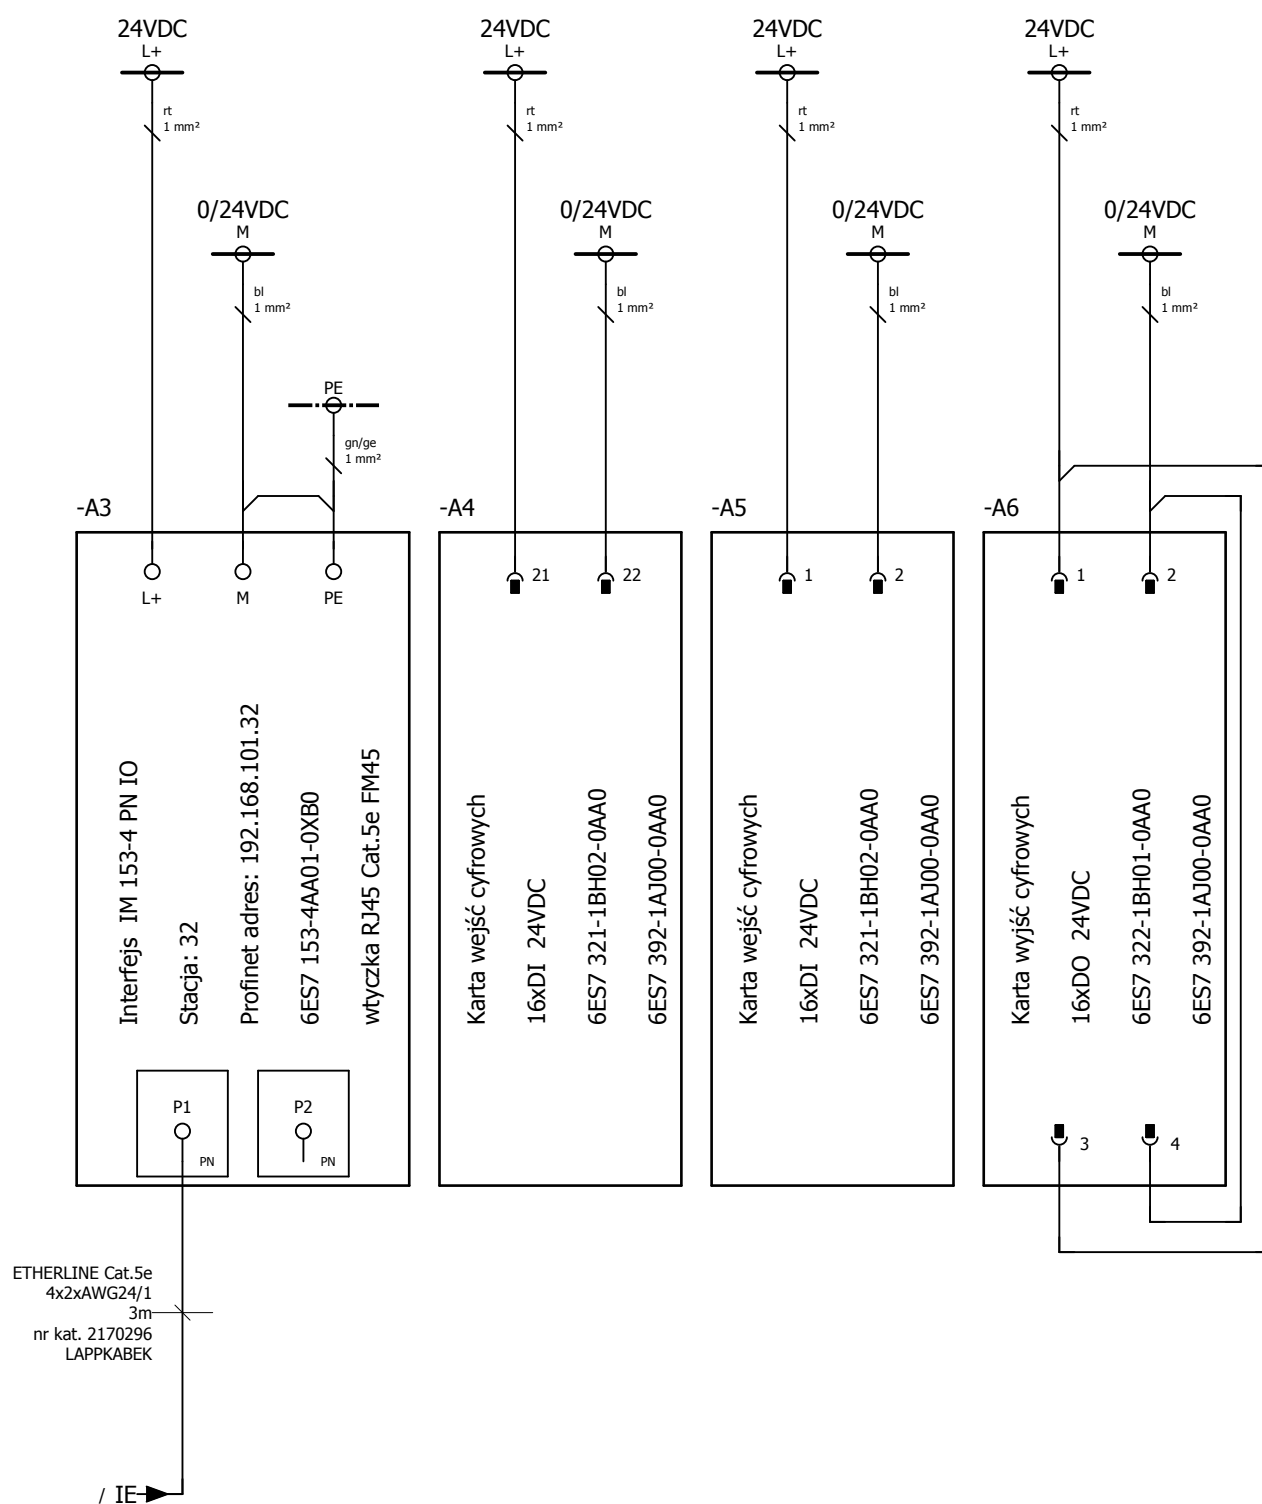 24VDC
L+
24VDC
L+
24VDC
L+
24VDC
L+
rt
1 mm²
rt
1 mm²
rt
1 mm²
rt
1 mm²
0/24VDC
M
0/24VDC
M
0/24VDC
M
0/24VDC
M
bl
1 mm²
bl
1 mm²
bl
1 mm²
bl
1 mm²
PE
gn/ge
1 mm²
-A3
L+
M
PE
Interfejs IM 153-4 PN IO
Stacja: 32
Profinet adres: 192.168.101.32
6ES7 153-4AA01-0XB0
wtyczka RJ45 Cat.5e FM45
P1
PN
P2
PN
-A4
21
22
Karta wejść cyfrowych
16xDI 24VDC
6ES7 321-1BH02-0AA0
6ES7 392-1AJ00-0AA0
-A5
1
2
Karta wejść cyfrowych
16xDI 24VDC
6ES7 321-1BH02-0AA0
6ES7 392-1AJ00-0AA0
-A6
1
2
Karta wyjść cyfrowych
16xDO 24VDC
6ES7 322-1BH01-0AA0
6ES7 392-1AJ00-0AA0
3
4
ETHERLINE Cat.5e
4x2xAWG24/1
3m
nr kat. 2170296
LAPPKABEK
/ IE